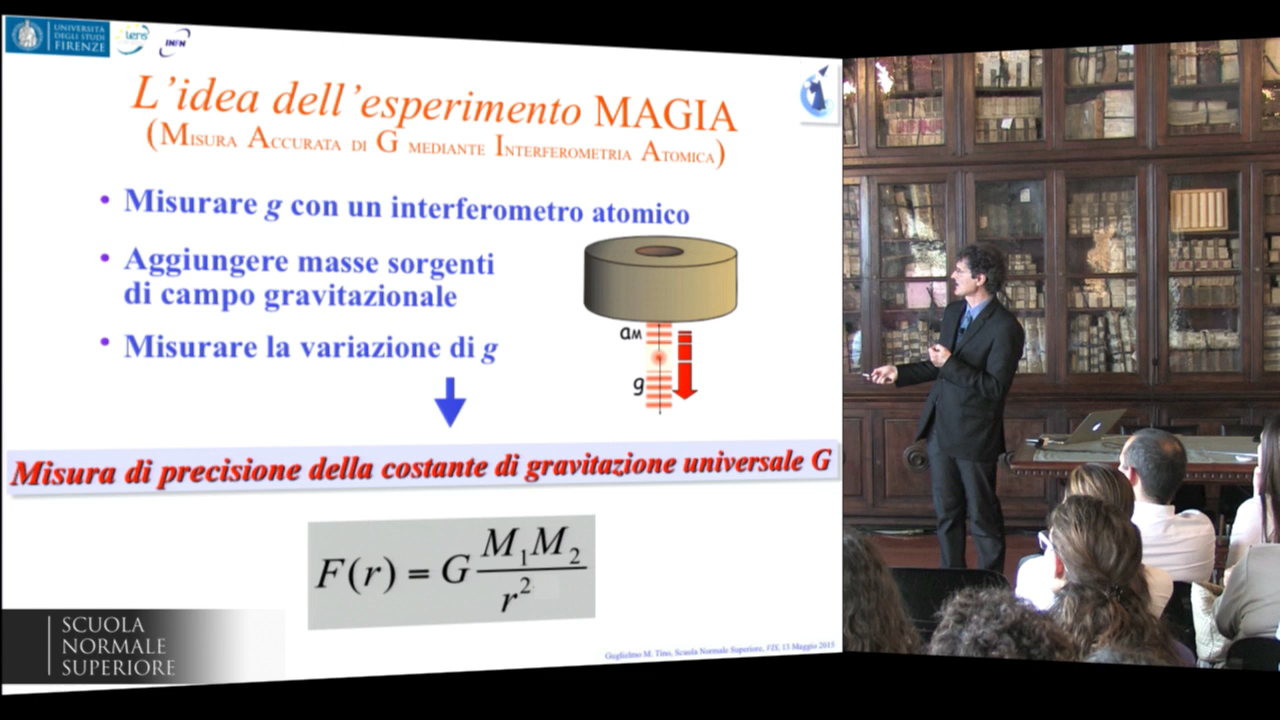 UNIVERSITÀ
DEGLI STUDI
FIRENZE
lens
INFN
L'idea dell'esperimento MAGIA
(MISURA ACCURATA DI G MEDIANTE INTERFEROMETRIA ATOMICA)
• Misurare g con un interferometro atomico
• Aggiungere masse sorgenti
di campo gravitazionale
• Misurare la variazione di g
aM
g
Misura di precisione della costante di gravitazione universale G
F(r) = G M₁M₂ / r²
SCUOLA
NORMALE
SUPERIORE
Guglielmo M. Tino, Scuola Normale Superiore, VIS, 13 Maggio 2015